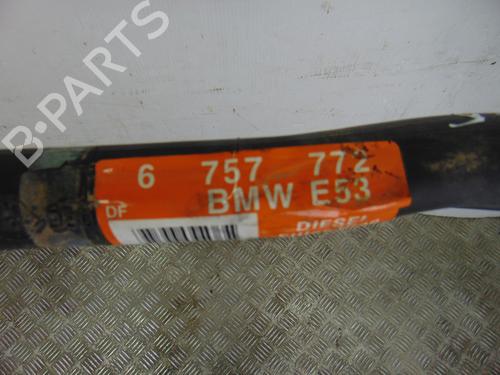 B-PARTS
6 757 772
BMW E53
DF
DIESEL